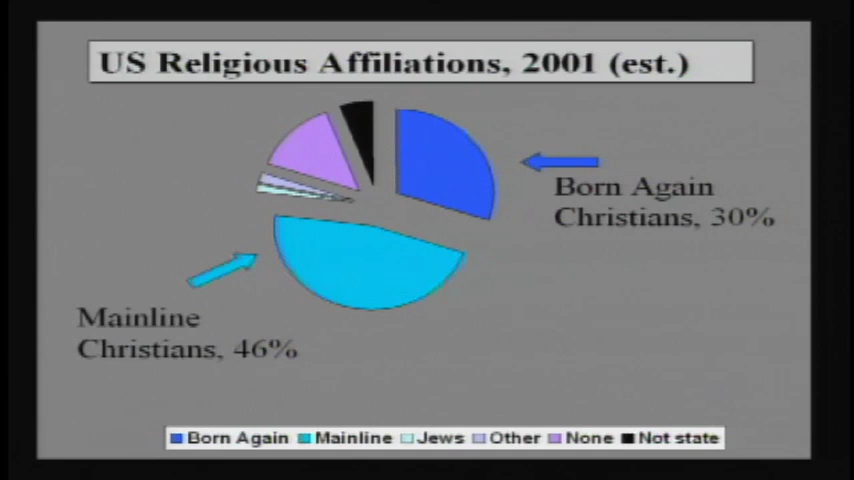 US Religious Affiliations, 2001 (est.)
Born Again
Christians, 30%
Mainline
Christians, 46%
Born Again Mainline Jews Other None Not state